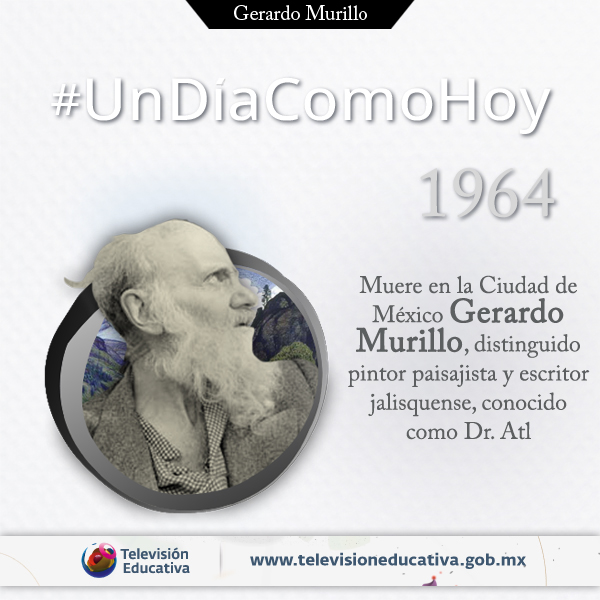 Gerardo Murillo
#UnDiaComoHoy
1964
Muere en la Ciudad de
México Gerardo
Murillo, distinguido
pintor paisajista y escritor
jalisquense, conocido
como Dr. Atl
Televisión
Educativa
www.televisioneducativa.gob.mx